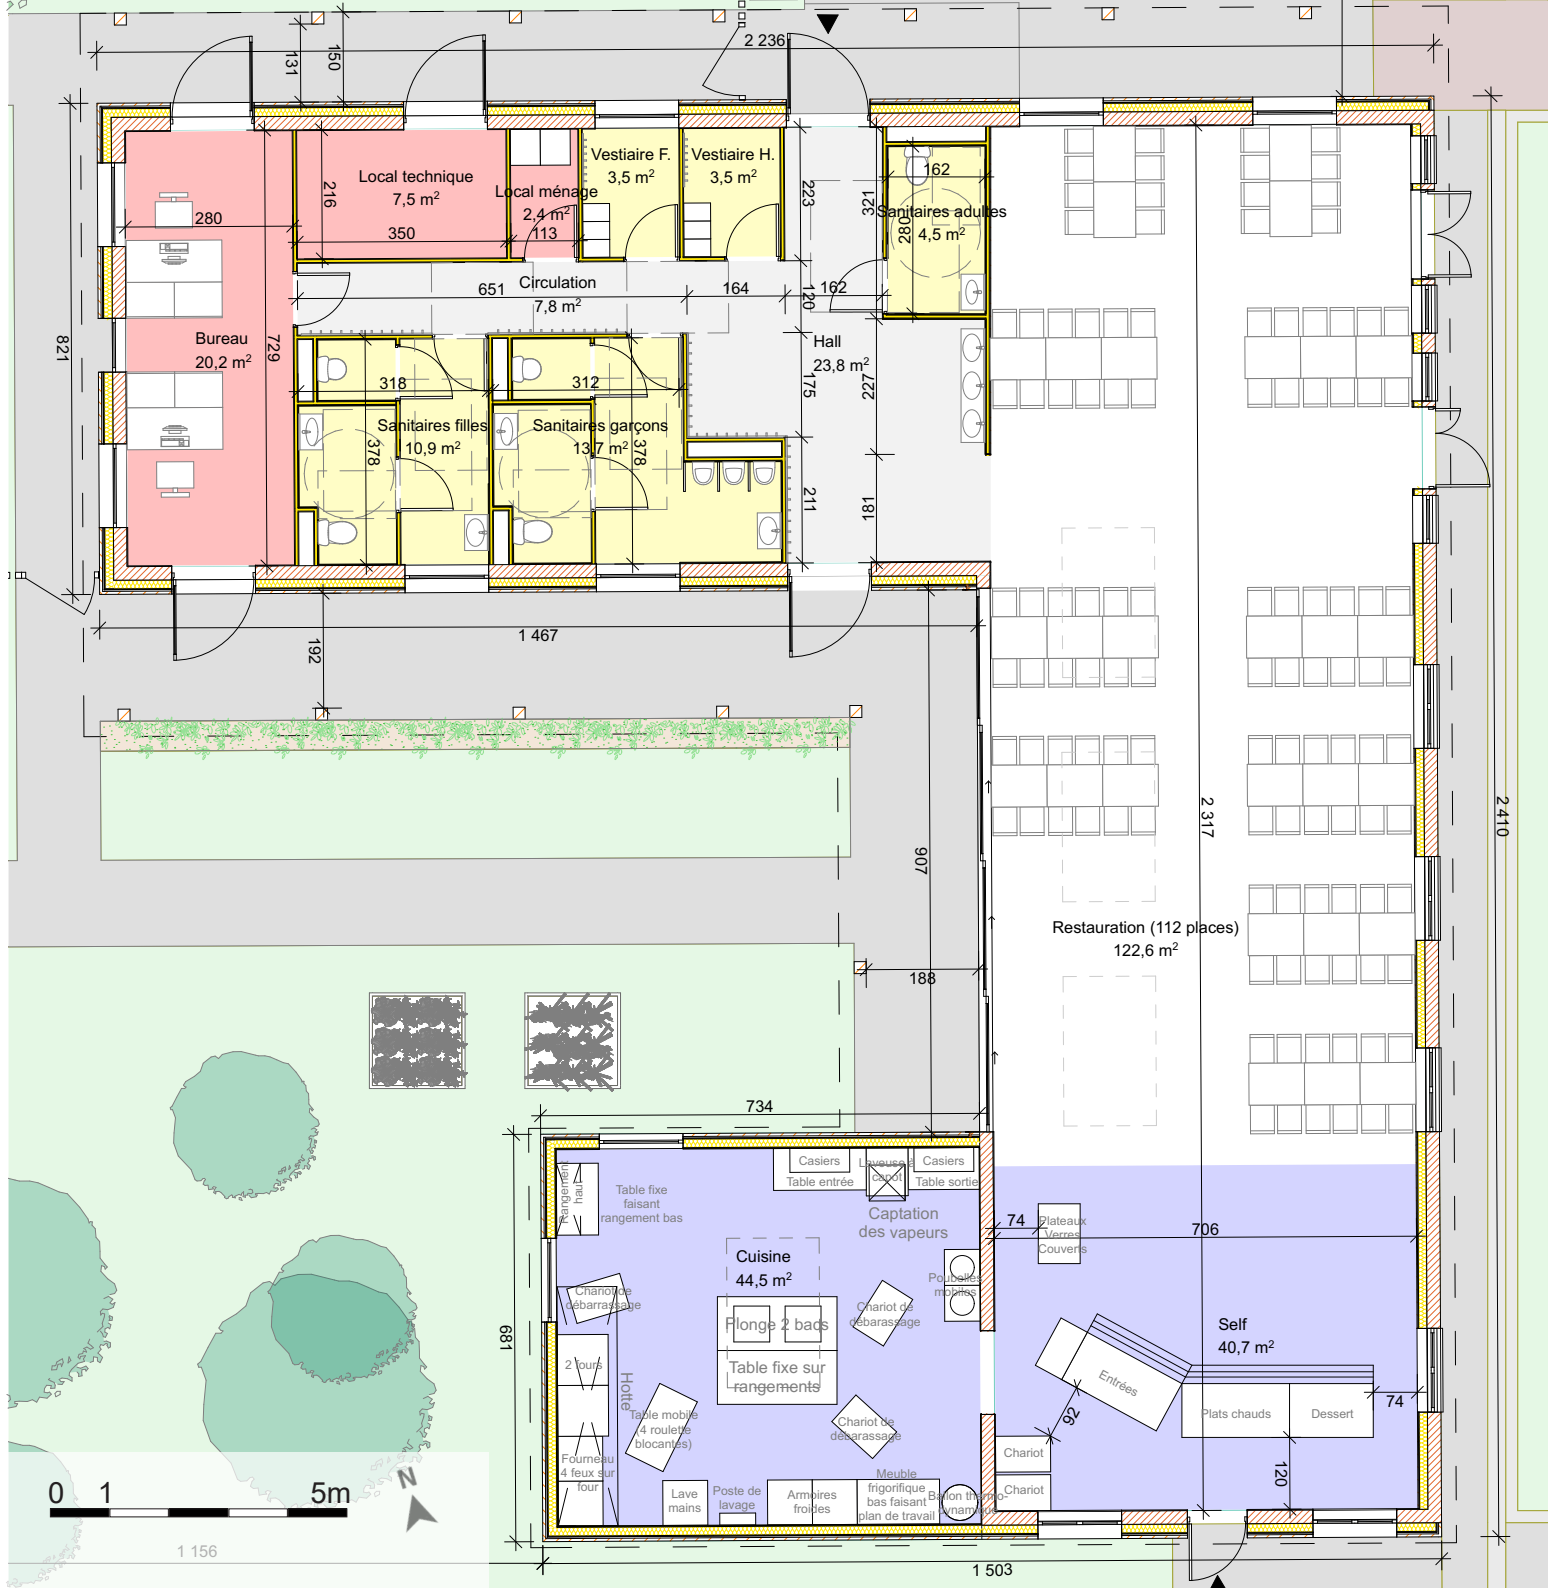 2 236
131
150
Local technique
7,5 m²
216
350
Local ménage
2,4 m²
113
Vestiaire F.
3,5 m²
Vestiaire H.
3,5 m²
223
321
162
Sanitaires adultes
4,5 m²
280
280
Circulation
7,8 m²
651
164
162
120
Bureau
20,2 m²
729
821
Hall
23,8 m²
175
227
318
312
Sanitaires filles
10,9 m²
378
Sanitaires garçons
13,7 m²
378
211
181
1 467
192
907
188
2 317
2 410
Restauration (112 places)
122,6 m²
734
681
Rangement
haut
Table fixe
faisant
rangement bas
Casiers
Table entrée
Laveuse à
capot
Casiers
Table sortie
Captation
des vapeurs
Cuisine
44,5 m²
Poubelles
mobiles
Chariot de
débarrassage
Chariot de
débarassage
Plonge 2 bads
Table fixe sur
rangements
2 fours
Hotte
Table mobile
(4 roulette
blocantes)
Chariot de
débarassage
Fourneau
4 feux sur
four
Lave
mains
Poste de
lavage
Armoires
froides
Meuble
frigorifique
bas faisant
plan de travail
Ballon thermo-
dynamique
74
Plateaux
Verres
Couverts
706
Self
40,7 m²
Entrées
Plats chauds
Dessert
74
92
120
Chariot
Chariot
0 1 5m
N
1 156
1 503